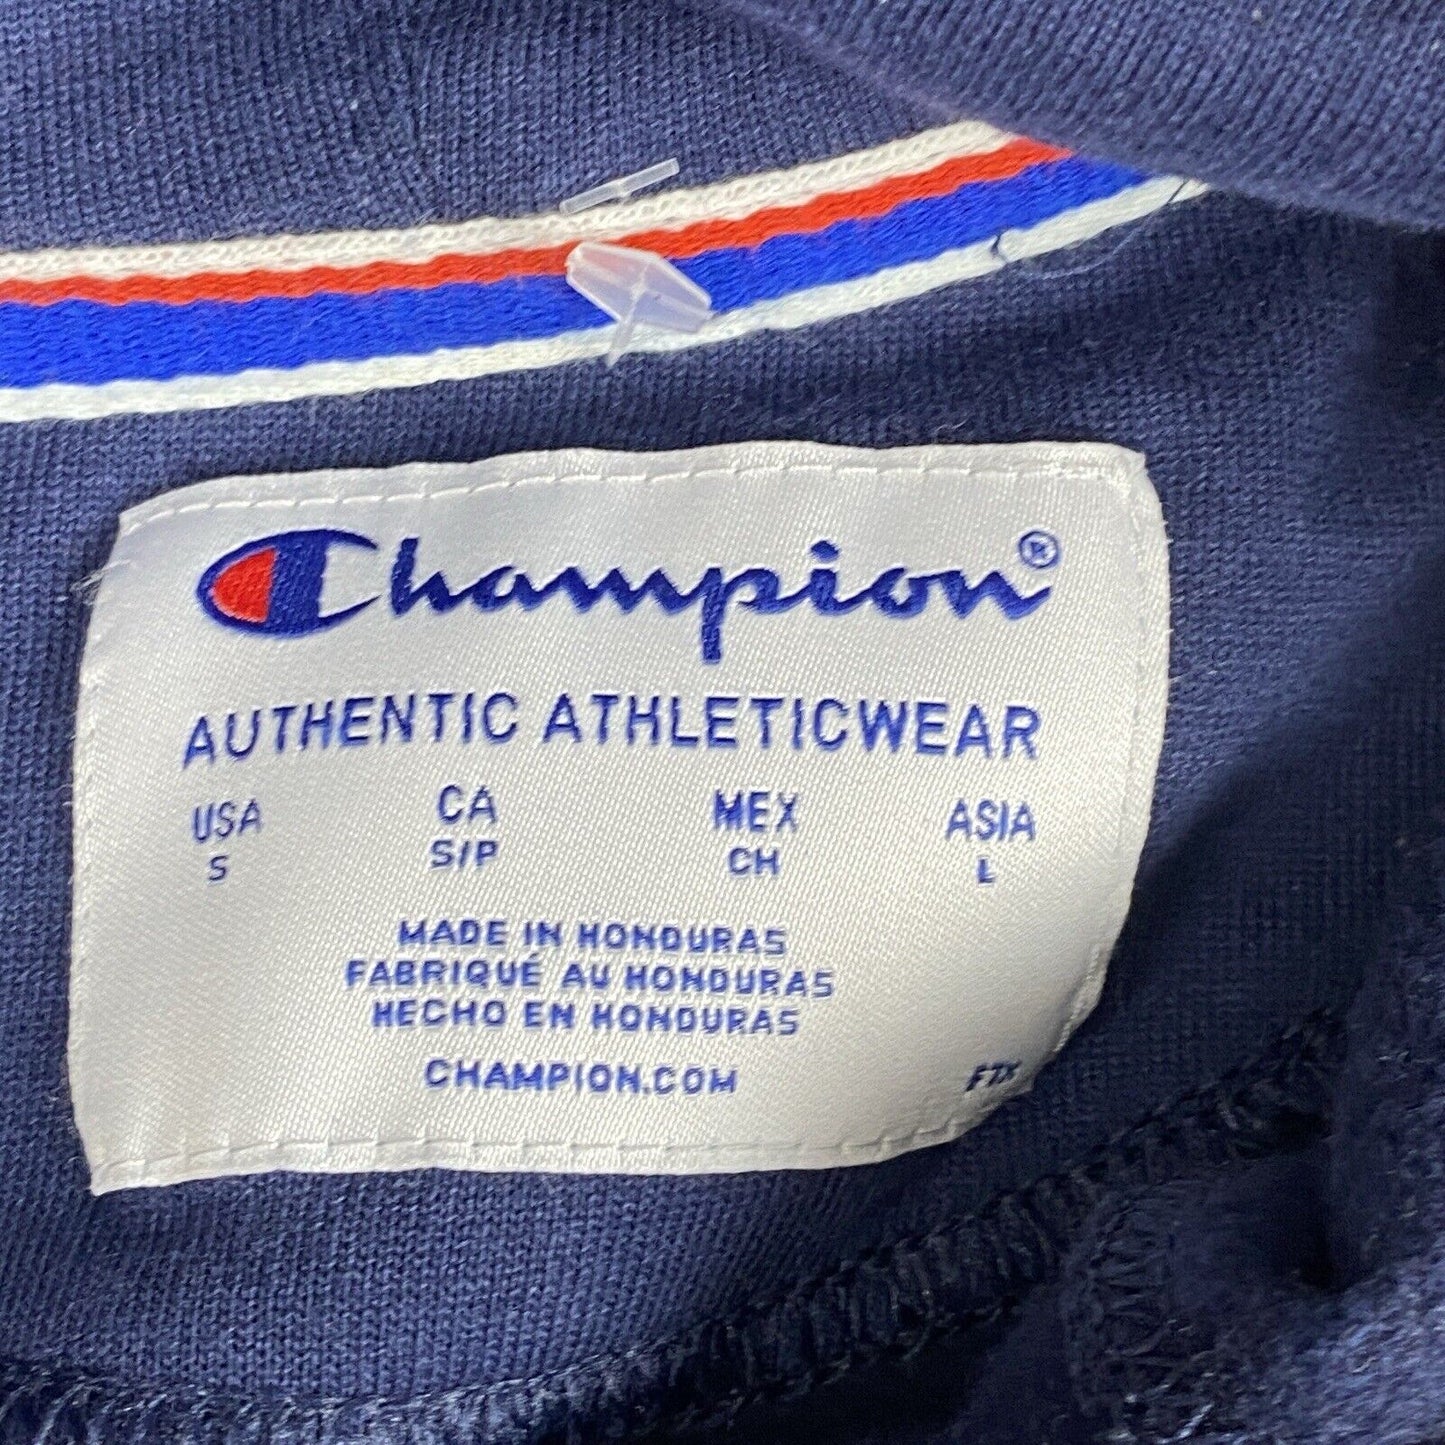 Champion®
AUTHENTIC ATHLETICWEAR
USA CA MEX ASIA
S S/P CH L
MADE IN HONDURAS
FABRIQUÉ AU HONDURAS
HECHO EN HONDURAS
CHAMPION.COM FTX